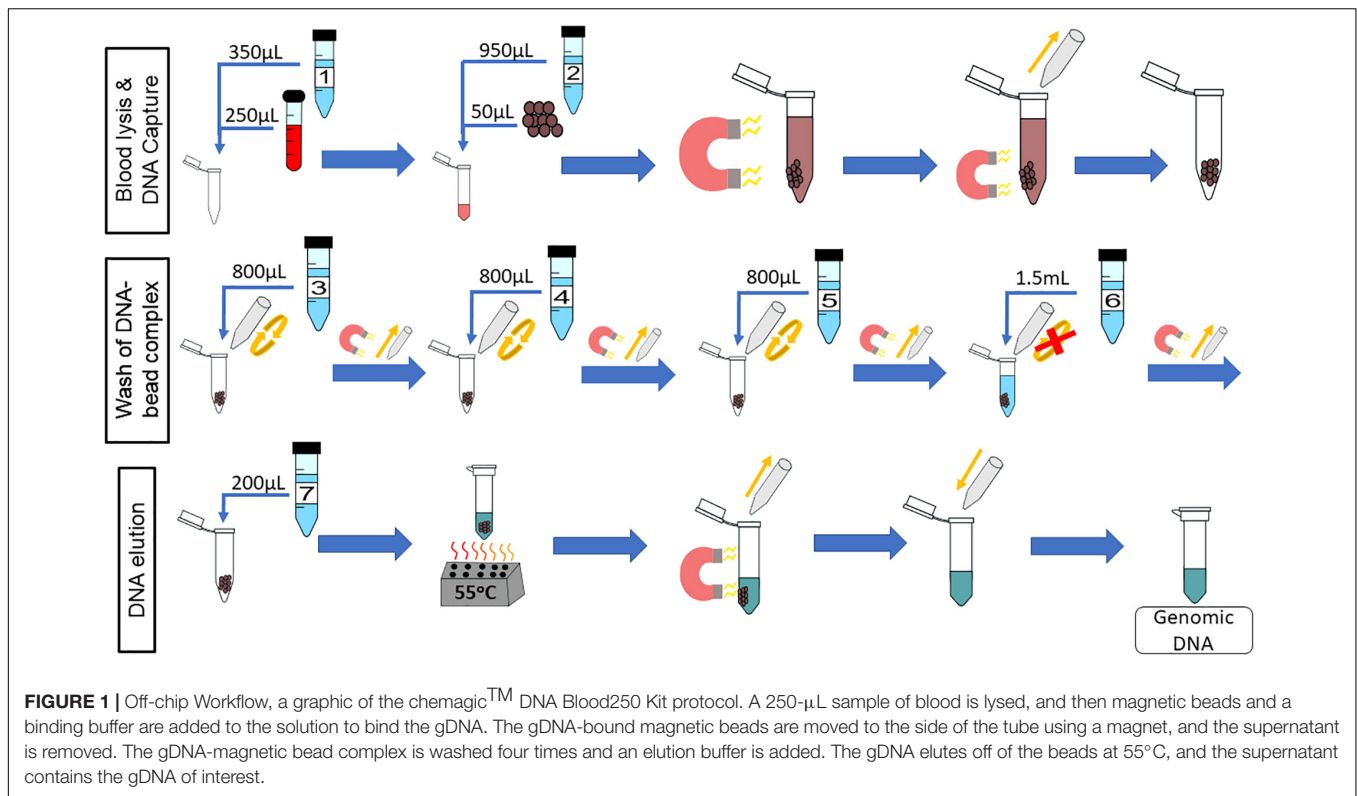 Blood lysis &
DNA Capture
350µL
1
250µL
950µL
2
50µL
Wash of DNA-
bead complex
800µL
3
800µL
4
800µL
5
1.5mL
6
DNA elution
200µL
7
55°C
Genomic
DNA
FIGURE 1 | Off-chip Workflow, a graphic of the chemagic™ DNA Blood250 Kit protocol. A 250-µL sample of blood is lysed, and then magnetic beads and a
binding buffer are added to the solution to bind the gDNA. The gDNA-bound magnetic beads are moved to the side of the tube using a magnet, and the supernatant
is removed. The gDNA-magnetic bead complex is washed four times and an elution buffer is added. The gDNA elutes off of the beads at 55°C, and the supernatant
contains the gDNA of interest.